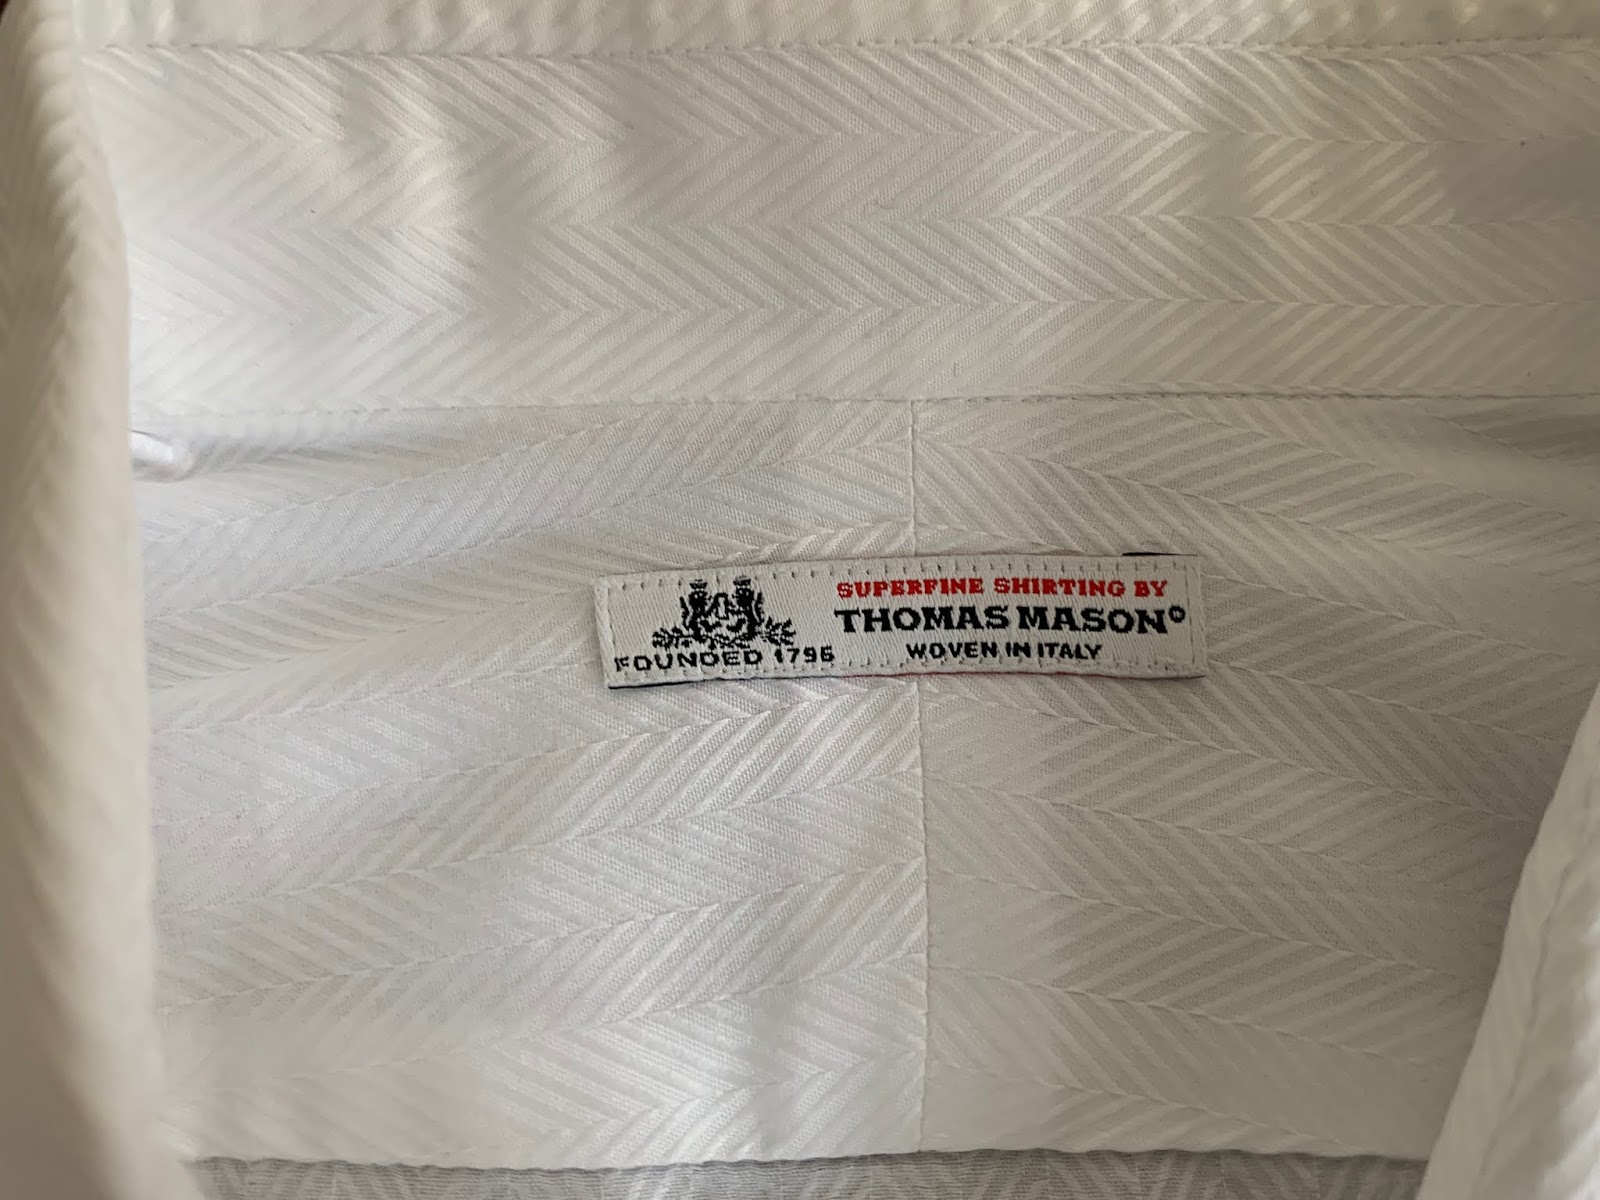 SUPERFINE SHIRTING BY
THOMAS MASON®
WOVEN IN ITALY
FOUNDED 1796